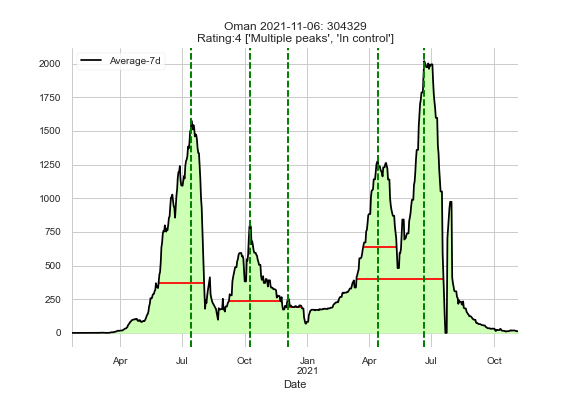 Oman 2021-11-06: 304329
Rating:4 ['Multiple peaks', 'In control']
Average-7d
2000
1750
1500
1250
1000
750
500
250
0
Apr Jul Oct Jan Apr Jul Oct
2021
Date